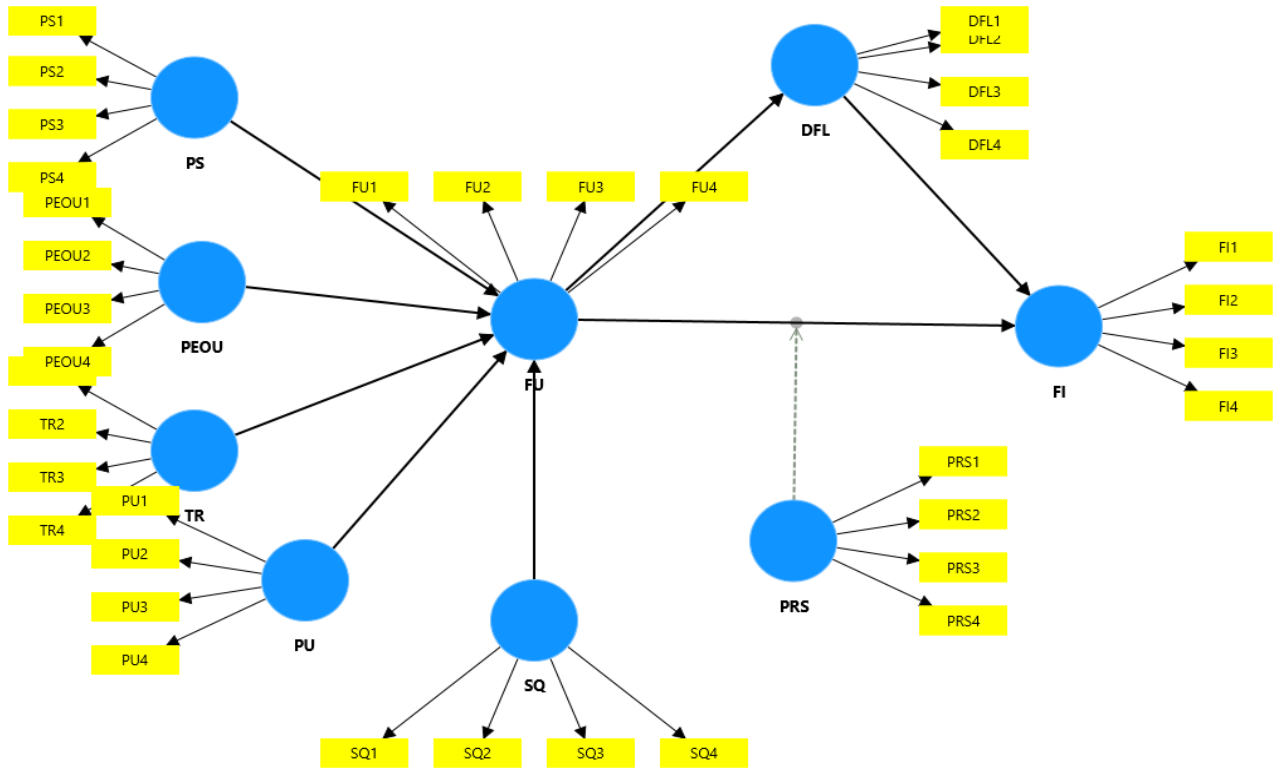 PS1
PS2
PS3
PS4
PS
PEOU1
PEOU2
PEOU3
PEOU4
PEOU
TR2
TR3
TR4
TR
PU1
PU2
PU3
PU4
PU
FU1
FU2
FU3
FU4
FU
SQ
SQ1
SQ2
SQ3
SQ4
DFL1
DFL2
DFL3
DFL4
DFL
FI1
FI2
FI3
FI4
FI
PRS1
PRS2
PRS3
PRS4
PRS